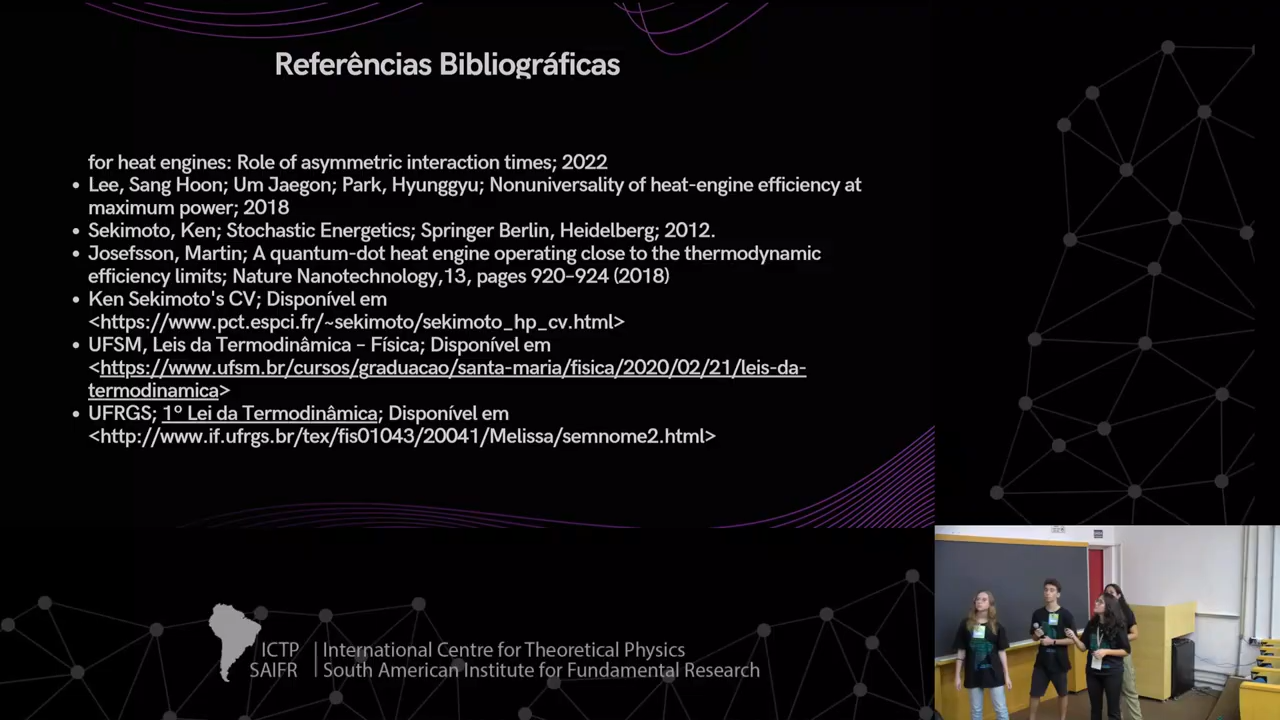 Referências Bibliográficas
for heat engines: Role of asymmetric interaction times; 2022
• Lee, Sang Hoon; Um Jaegon; Park, Hyunggyu; Nonuniversality of heat-engine efficiency at
maximum power; 2018
• Sekimoto, Ken; Stochastic Energetics; Springer Berlin, Heidelberg; 2012.
• Josefsson, Martin; A quantum-dot heat engine operating close to the thermodynamic
efficiency limits; Nature Nanotechnology,13, pages 920–924 (2018)
• Ken Sekimoto's CV; Disponível em
<https://www.pct.espci.fr/~sekimoto/sekimoto_hp_cv.html>
• UFSM, Leis da Termodinâmica – Física; Disponível em
<https://www.ufsm.br/cursos/graduacao/santa-maria/fisica/2020/02/21/leis-da-
termodinamica>
• UFRGS; 1º Lei da Termodinâmica; Disponível em
<http://www.if.ufrgs.br/tex/fis01043/20041/Melissa/semnome2.html>
ICTP
SAIFR
International Centre for Theoretical Physics
South American Institute for Fundamental Research